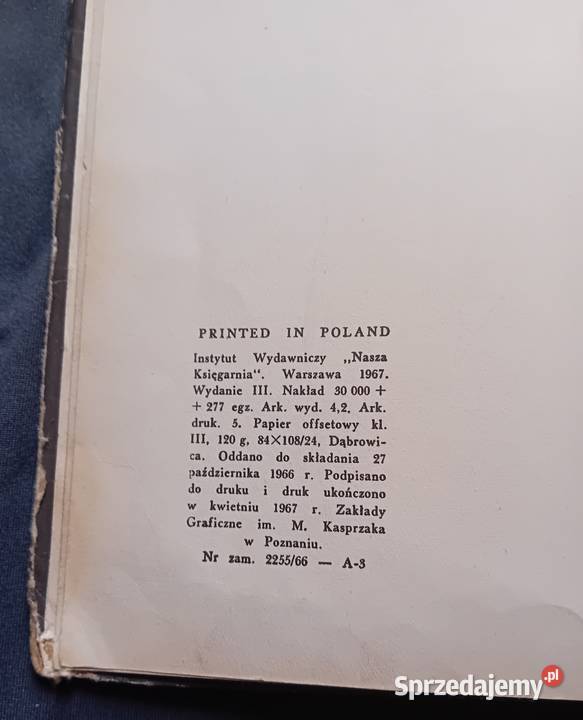 PRINTED IN POLAND
Instytut Wydawniczy „Nasza
Księgarnia". Warszawa 1967.
Wydanie III. Nakład 30 000 +
+ 277 egz. Ark. wyd. 4,2. Ark.
druk. 5. Papier offsetowy kl.
III, 120 g, 84×108/24, Dąbrowi-
ca. Oddano do składania 27
października 1966 r. Podpisano
do druku i druk ukończono
w kwietniu 1967 r. Zakłady
Graficzne im. M. Kasprzaka
w Poznaniu.
Nr zam. 2255/66 — A-3
Sprzedajemy.pl